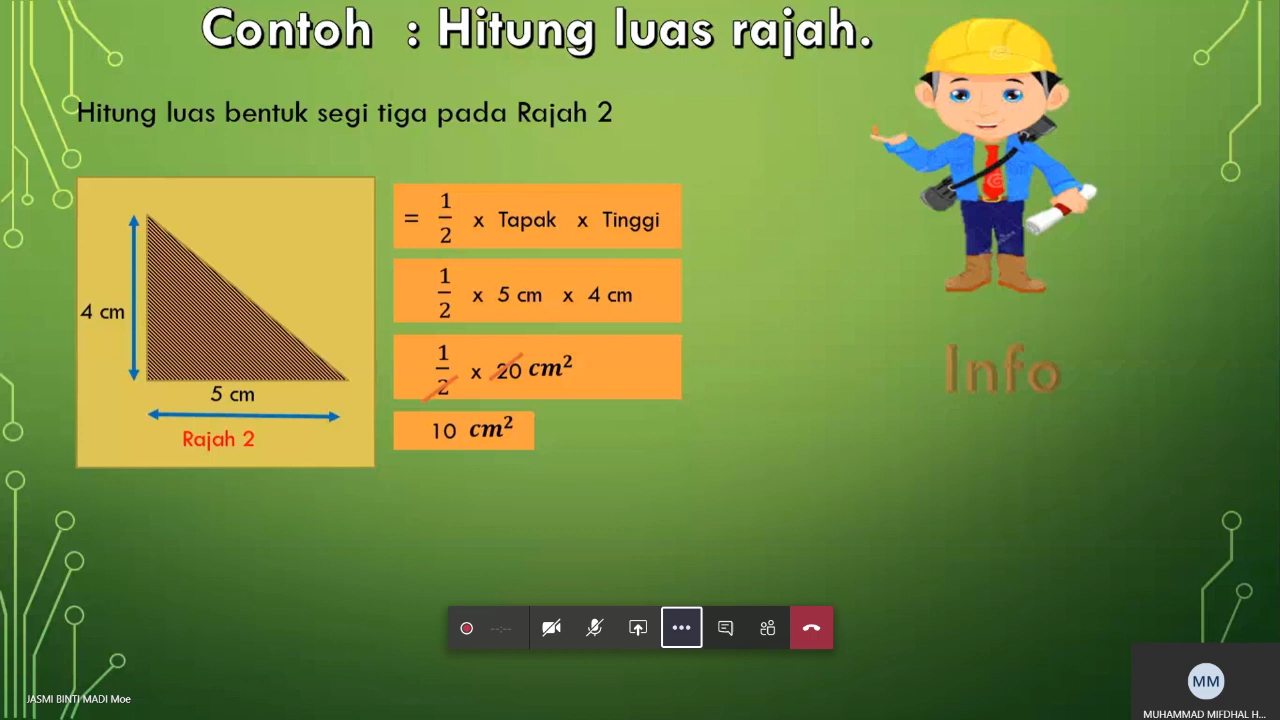 Contoh : Hitung luas rajah.
Hitung luas bentuk segi tiga pada Rajah 2
4 cm
5 cm
Rajah 2
= 1/2 x Tapak x Tinggi
1/2 x 5 cm x 4 cm
1/2 x 20 cm²
10 cm²
Info
--:--
JASMI BINTI MADI Moe
MM
MUHAMMAD MIFDHAL H...